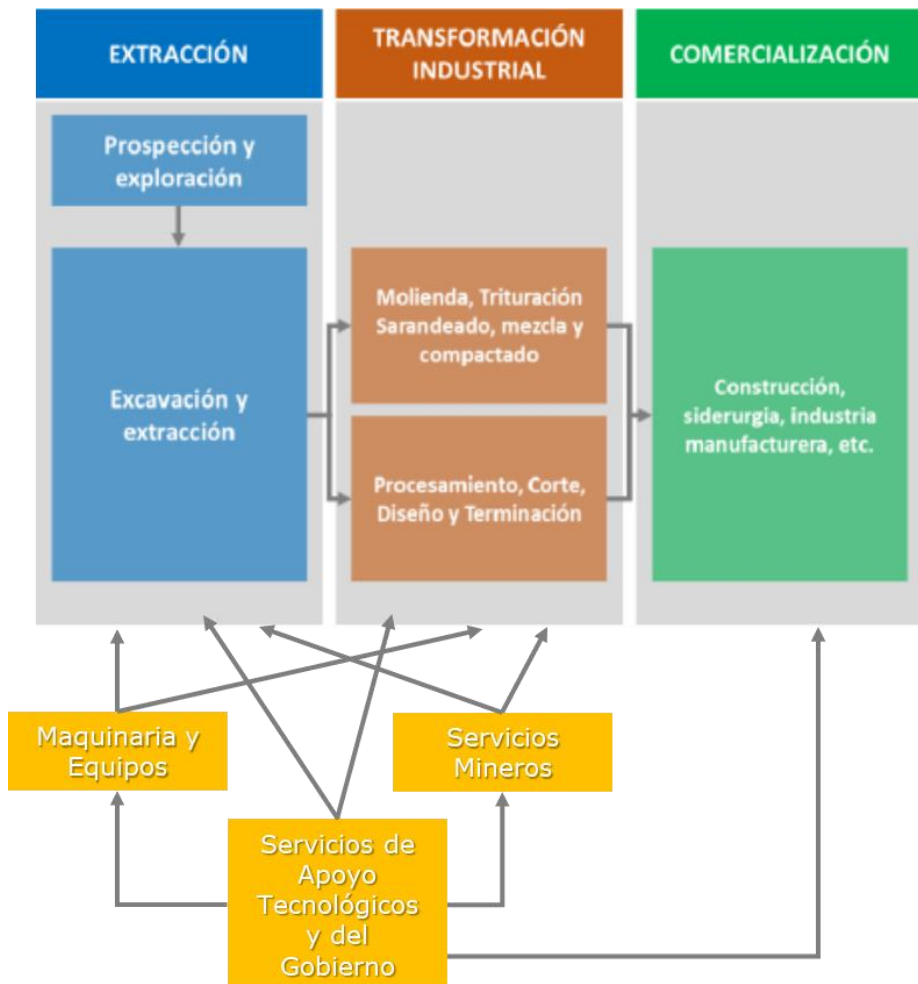 EXTRACCIÓN
TRANSFORMACIÓN
INDUSTRIAL
COMERCIALIZACIÓN
Prospección y
exploración
Excavación y
extracción
Molienda, Trituración
Sarandeado, mezcla y
compactado
Procesamiento, Corte,
Diseño y Terminación
Construcción,
siderurgia, industria
manufacturera, etc.
Maquinaria y
Equipos
Servicios
Mineros
Servicios de
Apoyo
Tecnológicos
y del
Gobierno